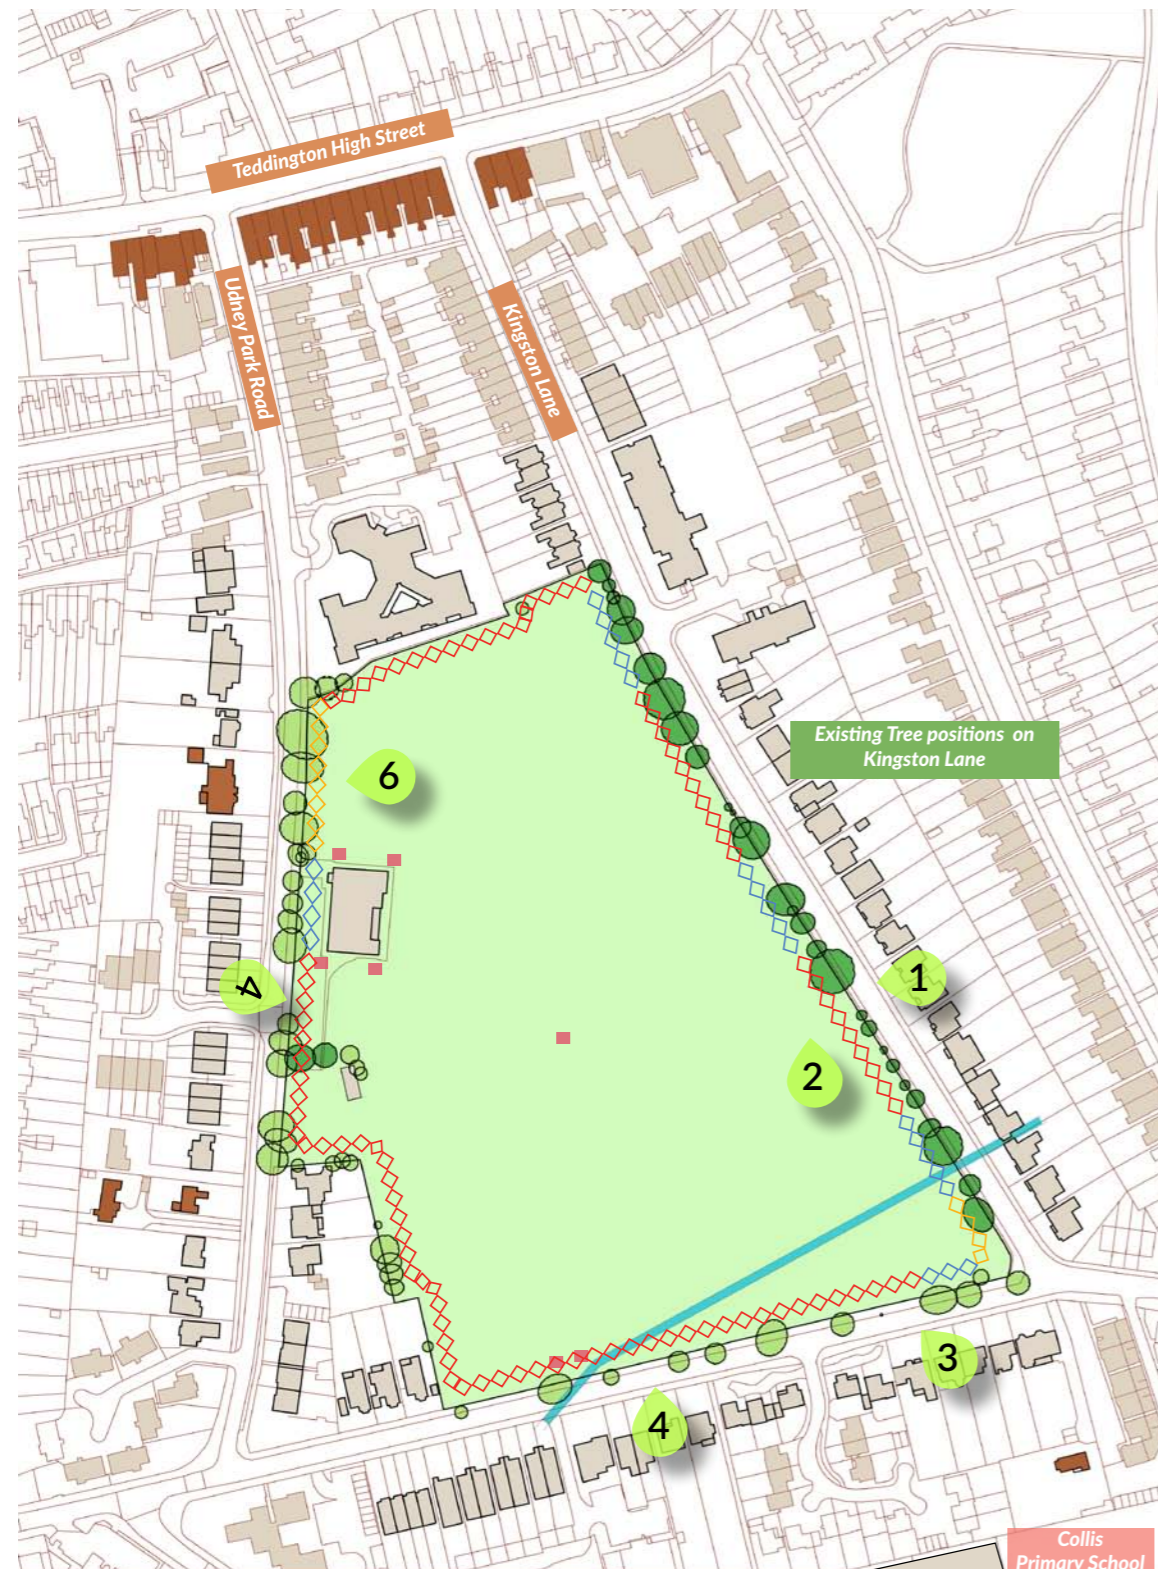 Teddington High Street
Udney Park Road
Kingston Lane
Existing Tree positions on
Kingston Lane
6
4
1
2
3
4
Collis
Primary School